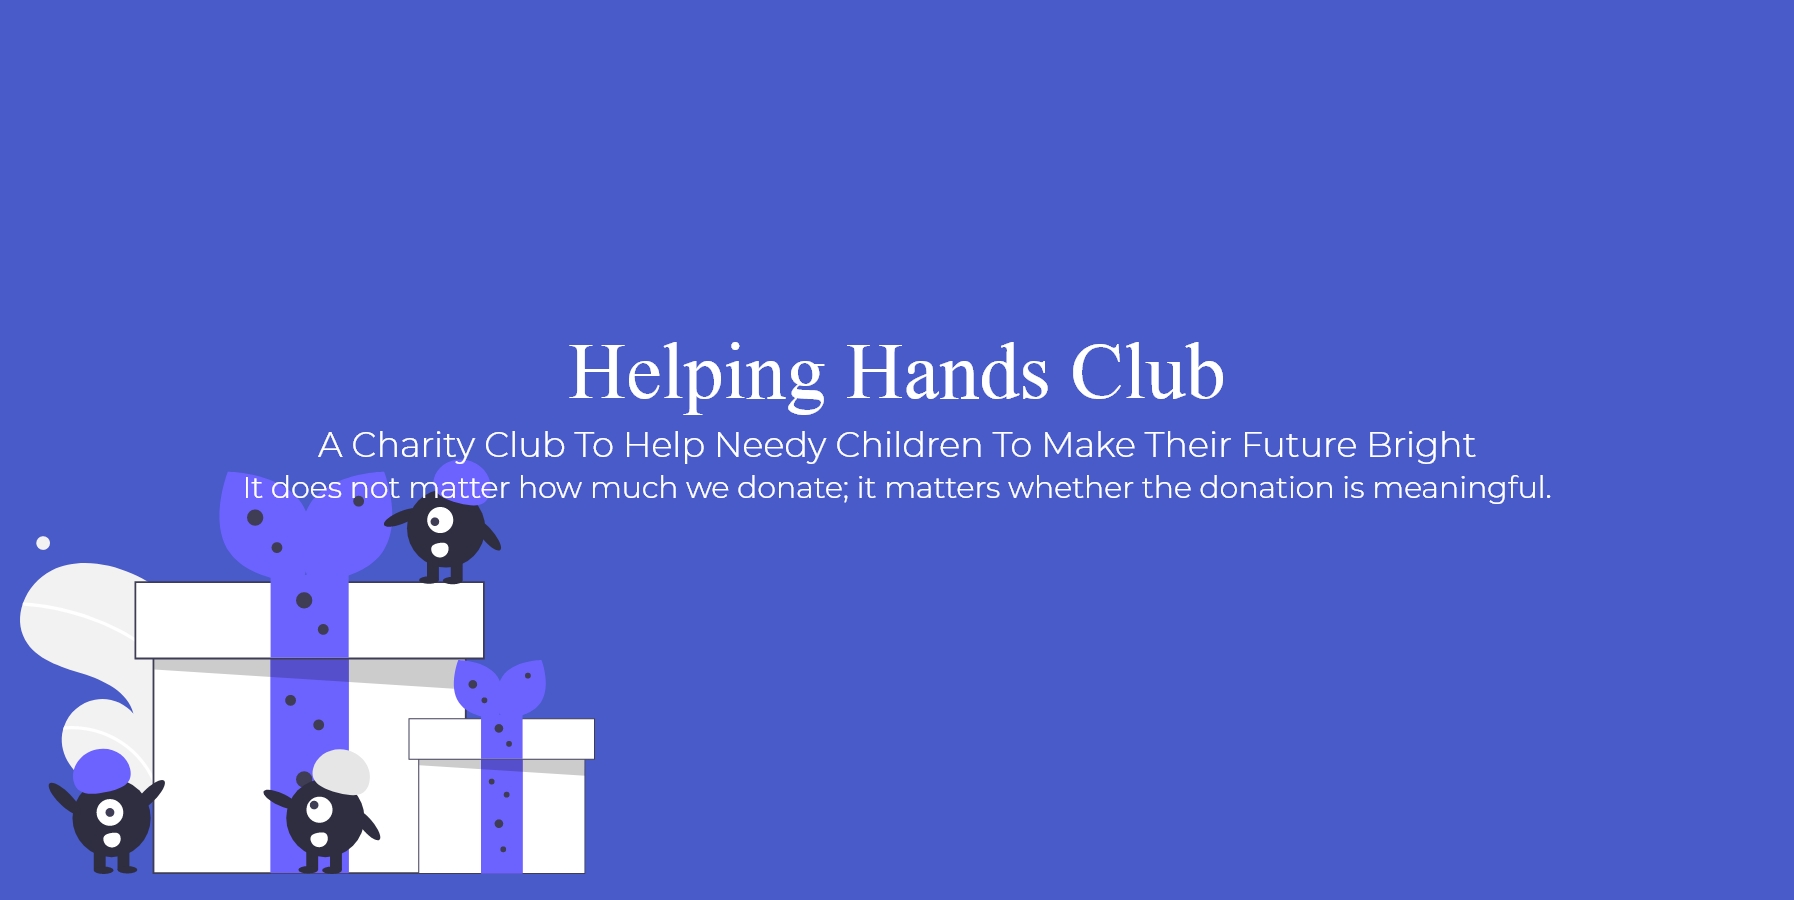 Helping Hands Club
A Charity Club To Help Needy Children To Make Their Future Bright
It does not matter how much we donate; it matters whether the donation is meaningful.